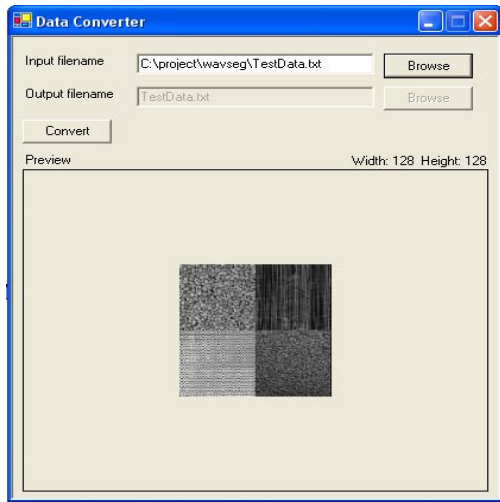 Data Converter
Input filename C:\project\wavseg\TestData.txt Browse
Output filename TestData.txt Browse
Convert
Preview Width: 128 Height: 128